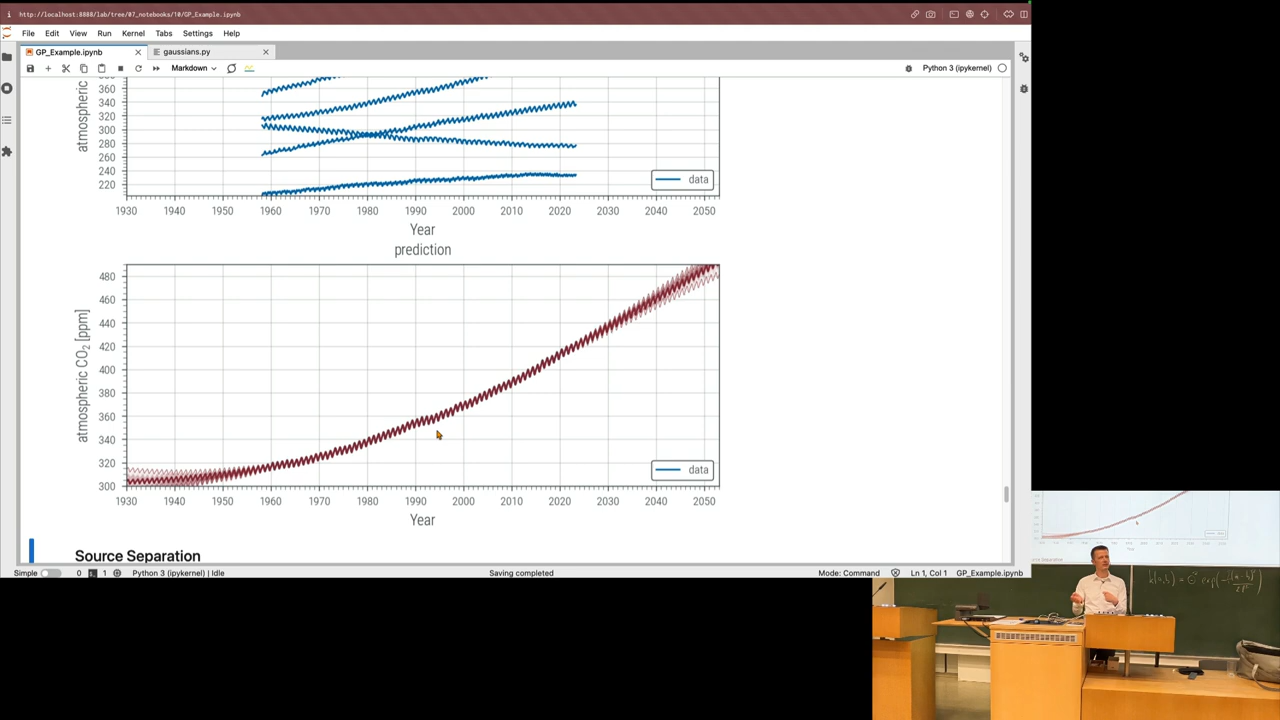 http://localhost:8888/lab/tree/07_notebooks/10/GP_Example.ipynb
File Edit View Run Kernel Tabs Settings Help
GP_Example.ipynb
gaussians.py
Markdown
Python 3 (ipykernel)
atmospheric
360
340
320
300
280
260
240
220
data
1930 1940 1950 1960 1970 1980 1990 2000 2010 2020 2030 2040 2050
Year
prediction
atmospheric CO₂ [ppm]
480
460
440
420
400
380
360
340
320
300
data
1930 1940 1950 1960 1970 1980 1990 2000 2010 2020 2030 2040 2050
Year
Source Separation
Simple 0 1 Python 3 (ipykernel) | Idle Saving completed Mode: Command Ln 1, Col 1 GP_Example.ipynb